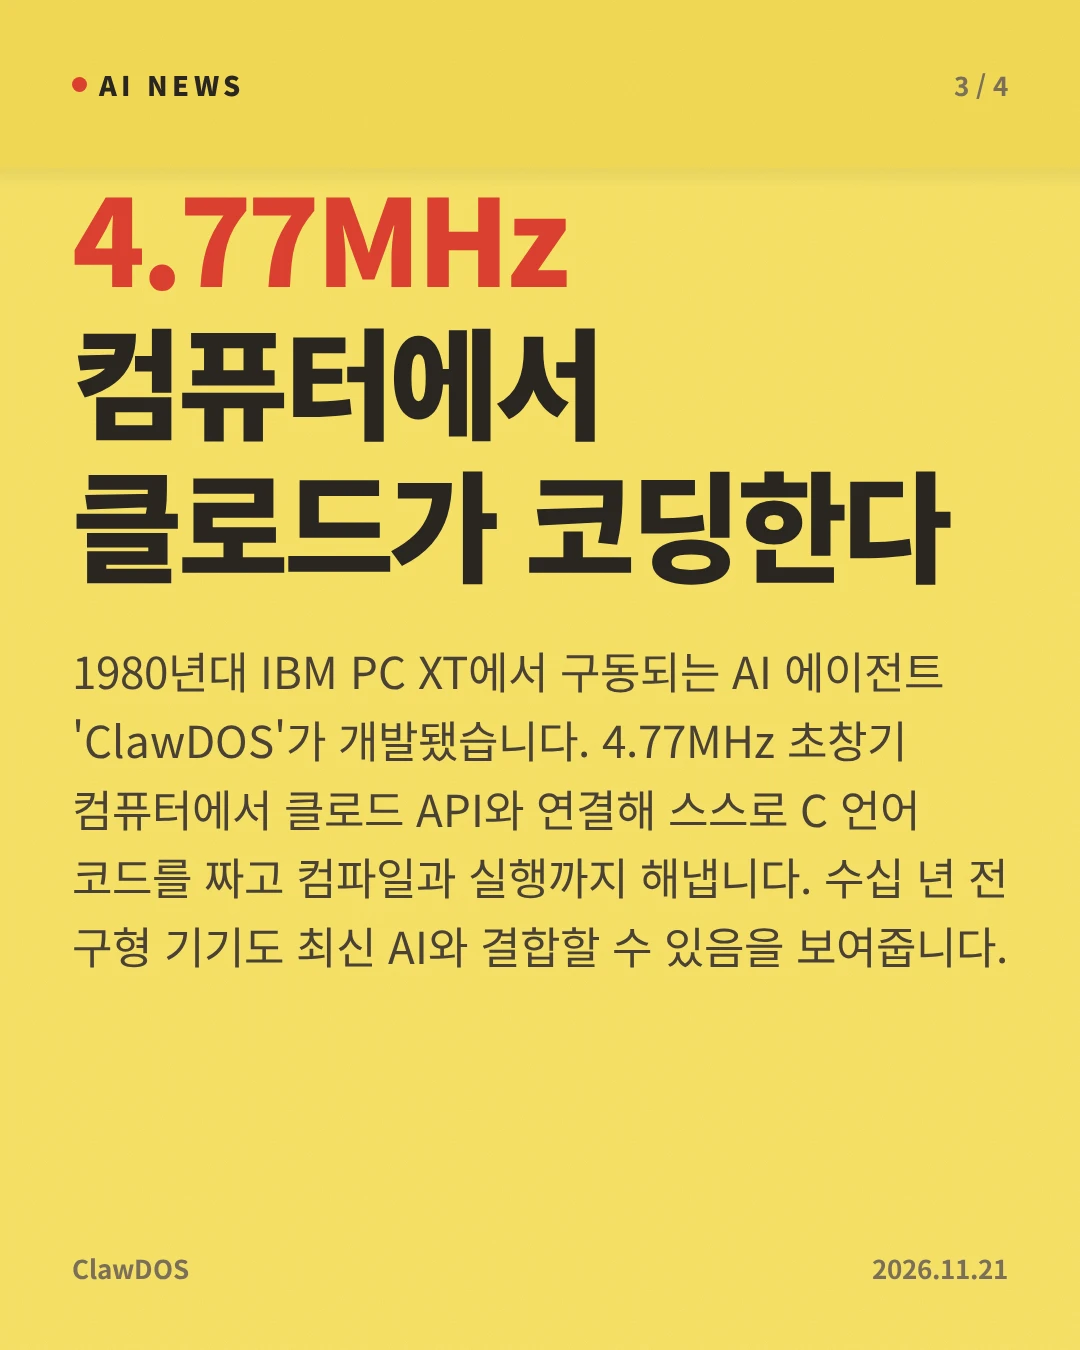 AI NEWS
3 / 4
4.77MHz
컴퓨터에서
클로드가 코딩한다
1980년대 IBM PC XT에서 구동되는 AI 에이전트
'ClawDOS'가 개발됐습니다. 4.77MHz 초창기
컴퓨터에서 클로드 API와 연결해 스스로 C 언어
코드를 짜고 컴파일과 실행까지 해냅니다. 수십 년 전
구형 기기도 최신 AI와 결합할 수 있음을 보여줍니다.
ClawDOS
2026.11.21